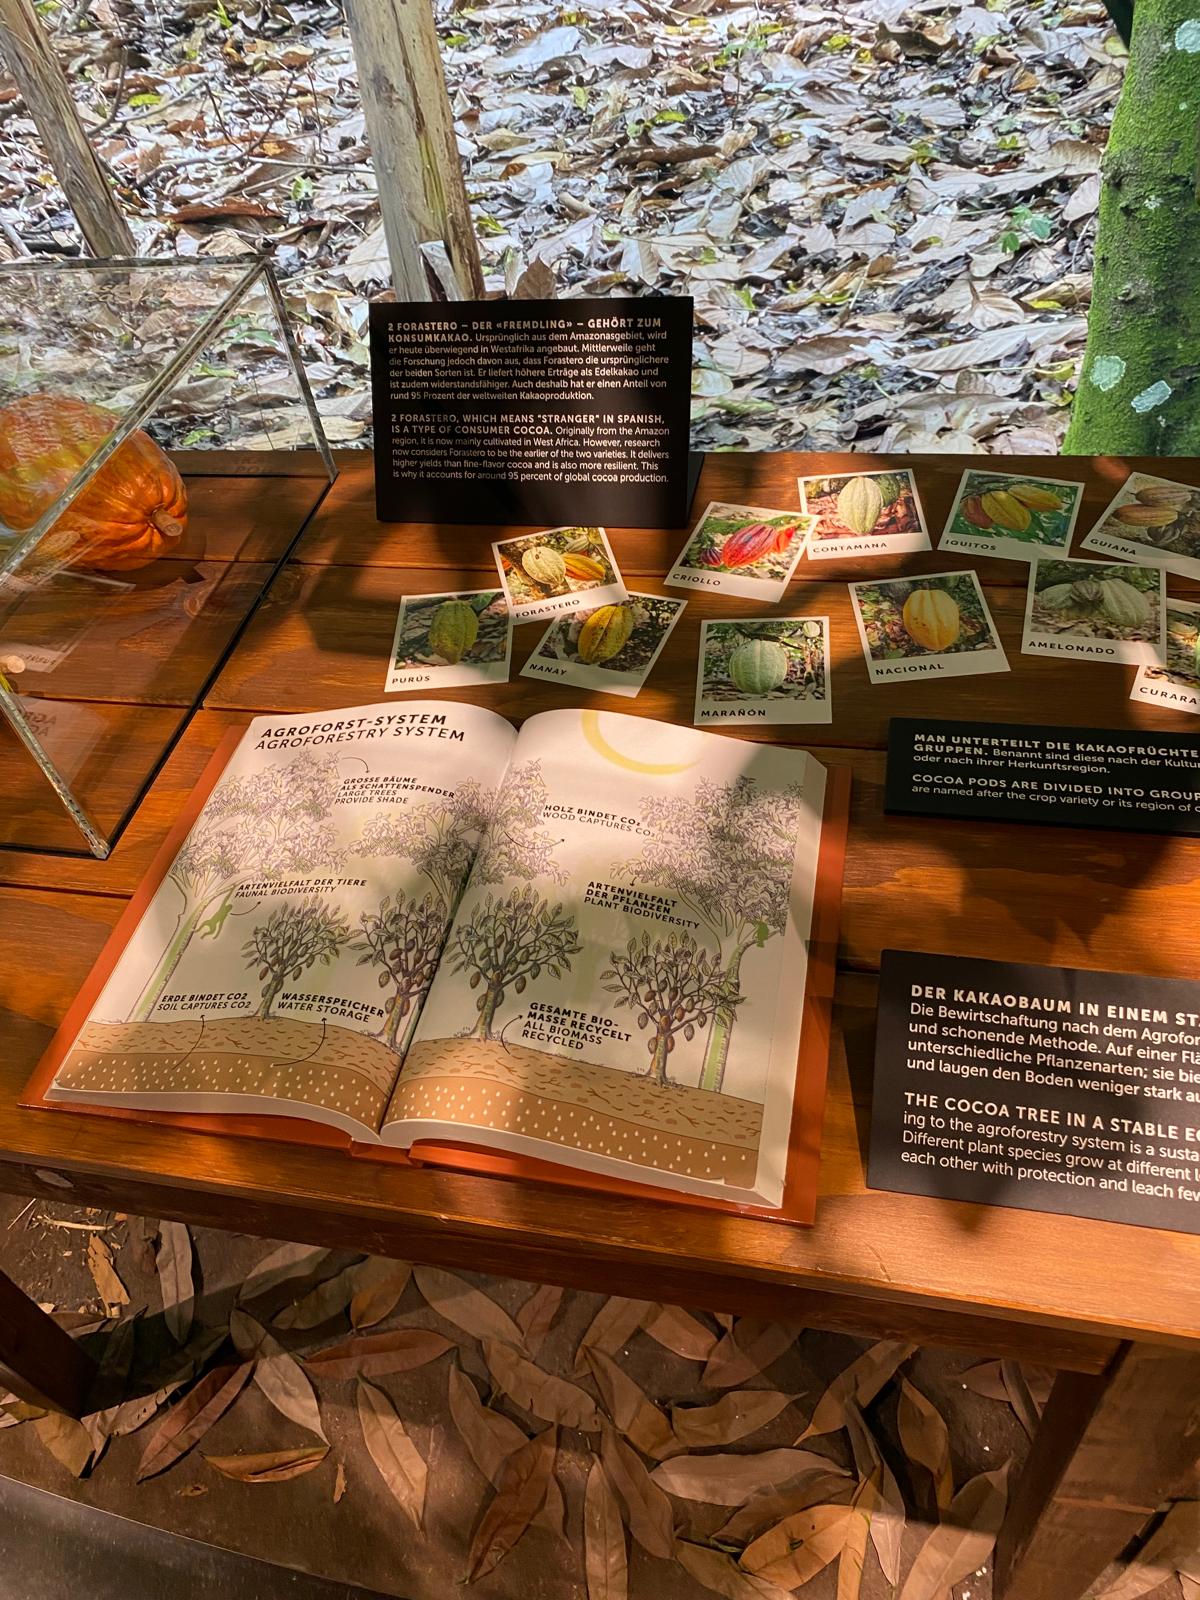 2 FORASTERO – DER «FREMDLING» – GEHÖRT ZUM
KONSUMKAKAO. Ursprünglich aus dem Amazonasgebiet, wird
er heute überwiegend in Westafrika angebaut. Mittlerweile geht
die Forschung jedoch davon aus, dass Forastero die ursprünglichere
der beiden Sorten ist. Er liefert höhere Erträge als Edelkakao und
ist zudem widerstandsfähiger. Auch deshalb hat er einen Anteil von
rund 95 Prozent der weltweiten Kakaoproduktion.
2 FORASTERO, WHICH MEANS "STRANGER" IN SPANISH,
IS A TYPE OF CONSUMER COCOA. Originally from the Amazon
region, it is now mainly cultivated in West Africa. However, research
now considers Forastero to be the earlier of the two varieties. It delivers
higher yields than fine-flavor cocoa and is also more resilient. This
is why it accounts for around 95 percent of global cocoa production.
CONTAMANA
IQUITOS
GUIANA
CRIOLLO
FORASTERO
PURÚS
NANAY
MARAÑÓN
NACIONAL
AMELONADO
CURARA
MAN UNTERTEILT DIE KAKAOFRÜCHTE
GRUPPEN. Benannt sind diese nach der Kultur
oder nach ihrer Herkunftsregion.
COCOA PODS ARE DIVIDED INTO GROUP
are named after the crop variety or its region of
AGROFORST-SYSTEM
AGROFORESTRY SYSTEM
GROSSE BÄUME
ALS SCHATTENSPENDER
LARGE TREES
PROVIDE SHADE
HOLZ BINDET CO₂
WOOD CAPTURES CO₂
ARTENVIELFALT DER TIERE
FAUNAL BIODIVERSITY
ARTENVIELFALT
DER PFLANZEN
PLANT BIODIVERSITY
ERDE BINDET CO2
SOIL CAPTURES CO2
WASSERSPEICHER
WATER STORAGE
GESAMTE BIO-
MASSE RECYCELT
ALL BIOMASS
RECYCLED
DER KAKAOBAUM IN EINEM STA
Die Bewirtschaftung nach dem Agrofor
und schonende Methode. Auf einer Flä
unterschiedliche Pflanzenarten; sie bie
und laugen den Boden weniger stark au
THE COCOA TREE IN A STABLE EC
ing to the agroforestry system is a susta
Different plant species grow at different l
each other with protection and leach few